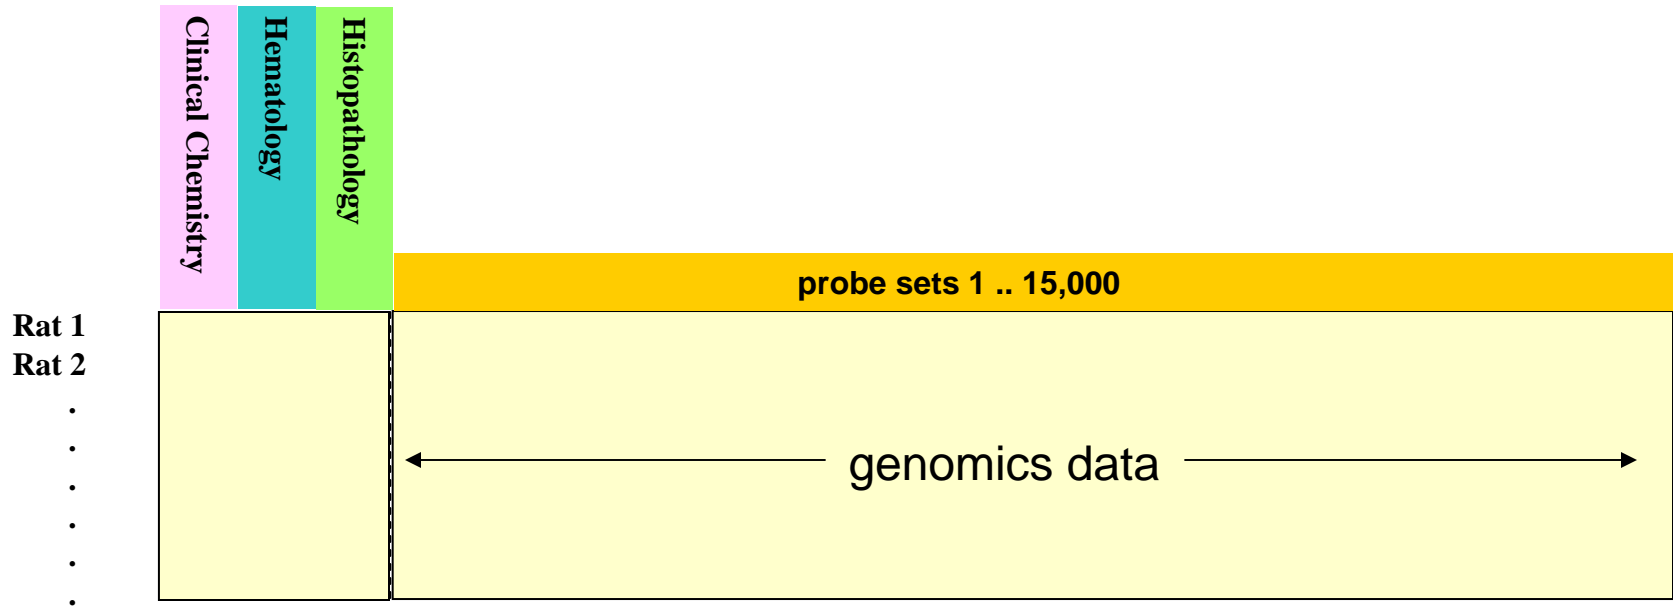 Clinical Chemistry
Hematology
Histopathology
probe sets 1 .. 15,000
Rat 1
Rat 2
.
.
.
.
.
.
genomics data